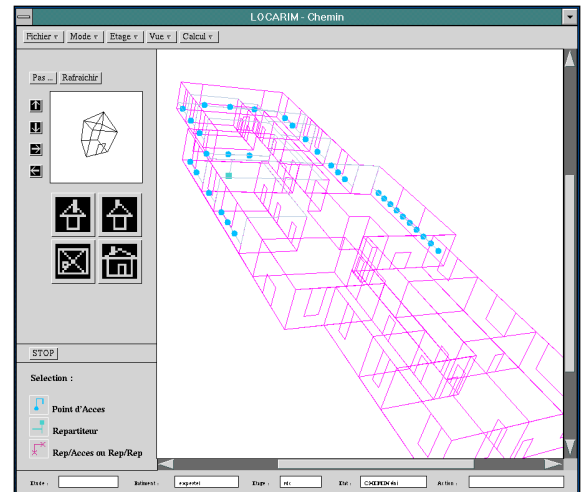 LOCARIM - Chemin
Fichier Mode Etage Vue Calcul
Pas ... Rafraichir
STOP
Selection :
Point d'Acces
Repartiteur
Rep/Acces ou Rep/Rep
Etude : Batiment : Etage : rdc Etat : Action :